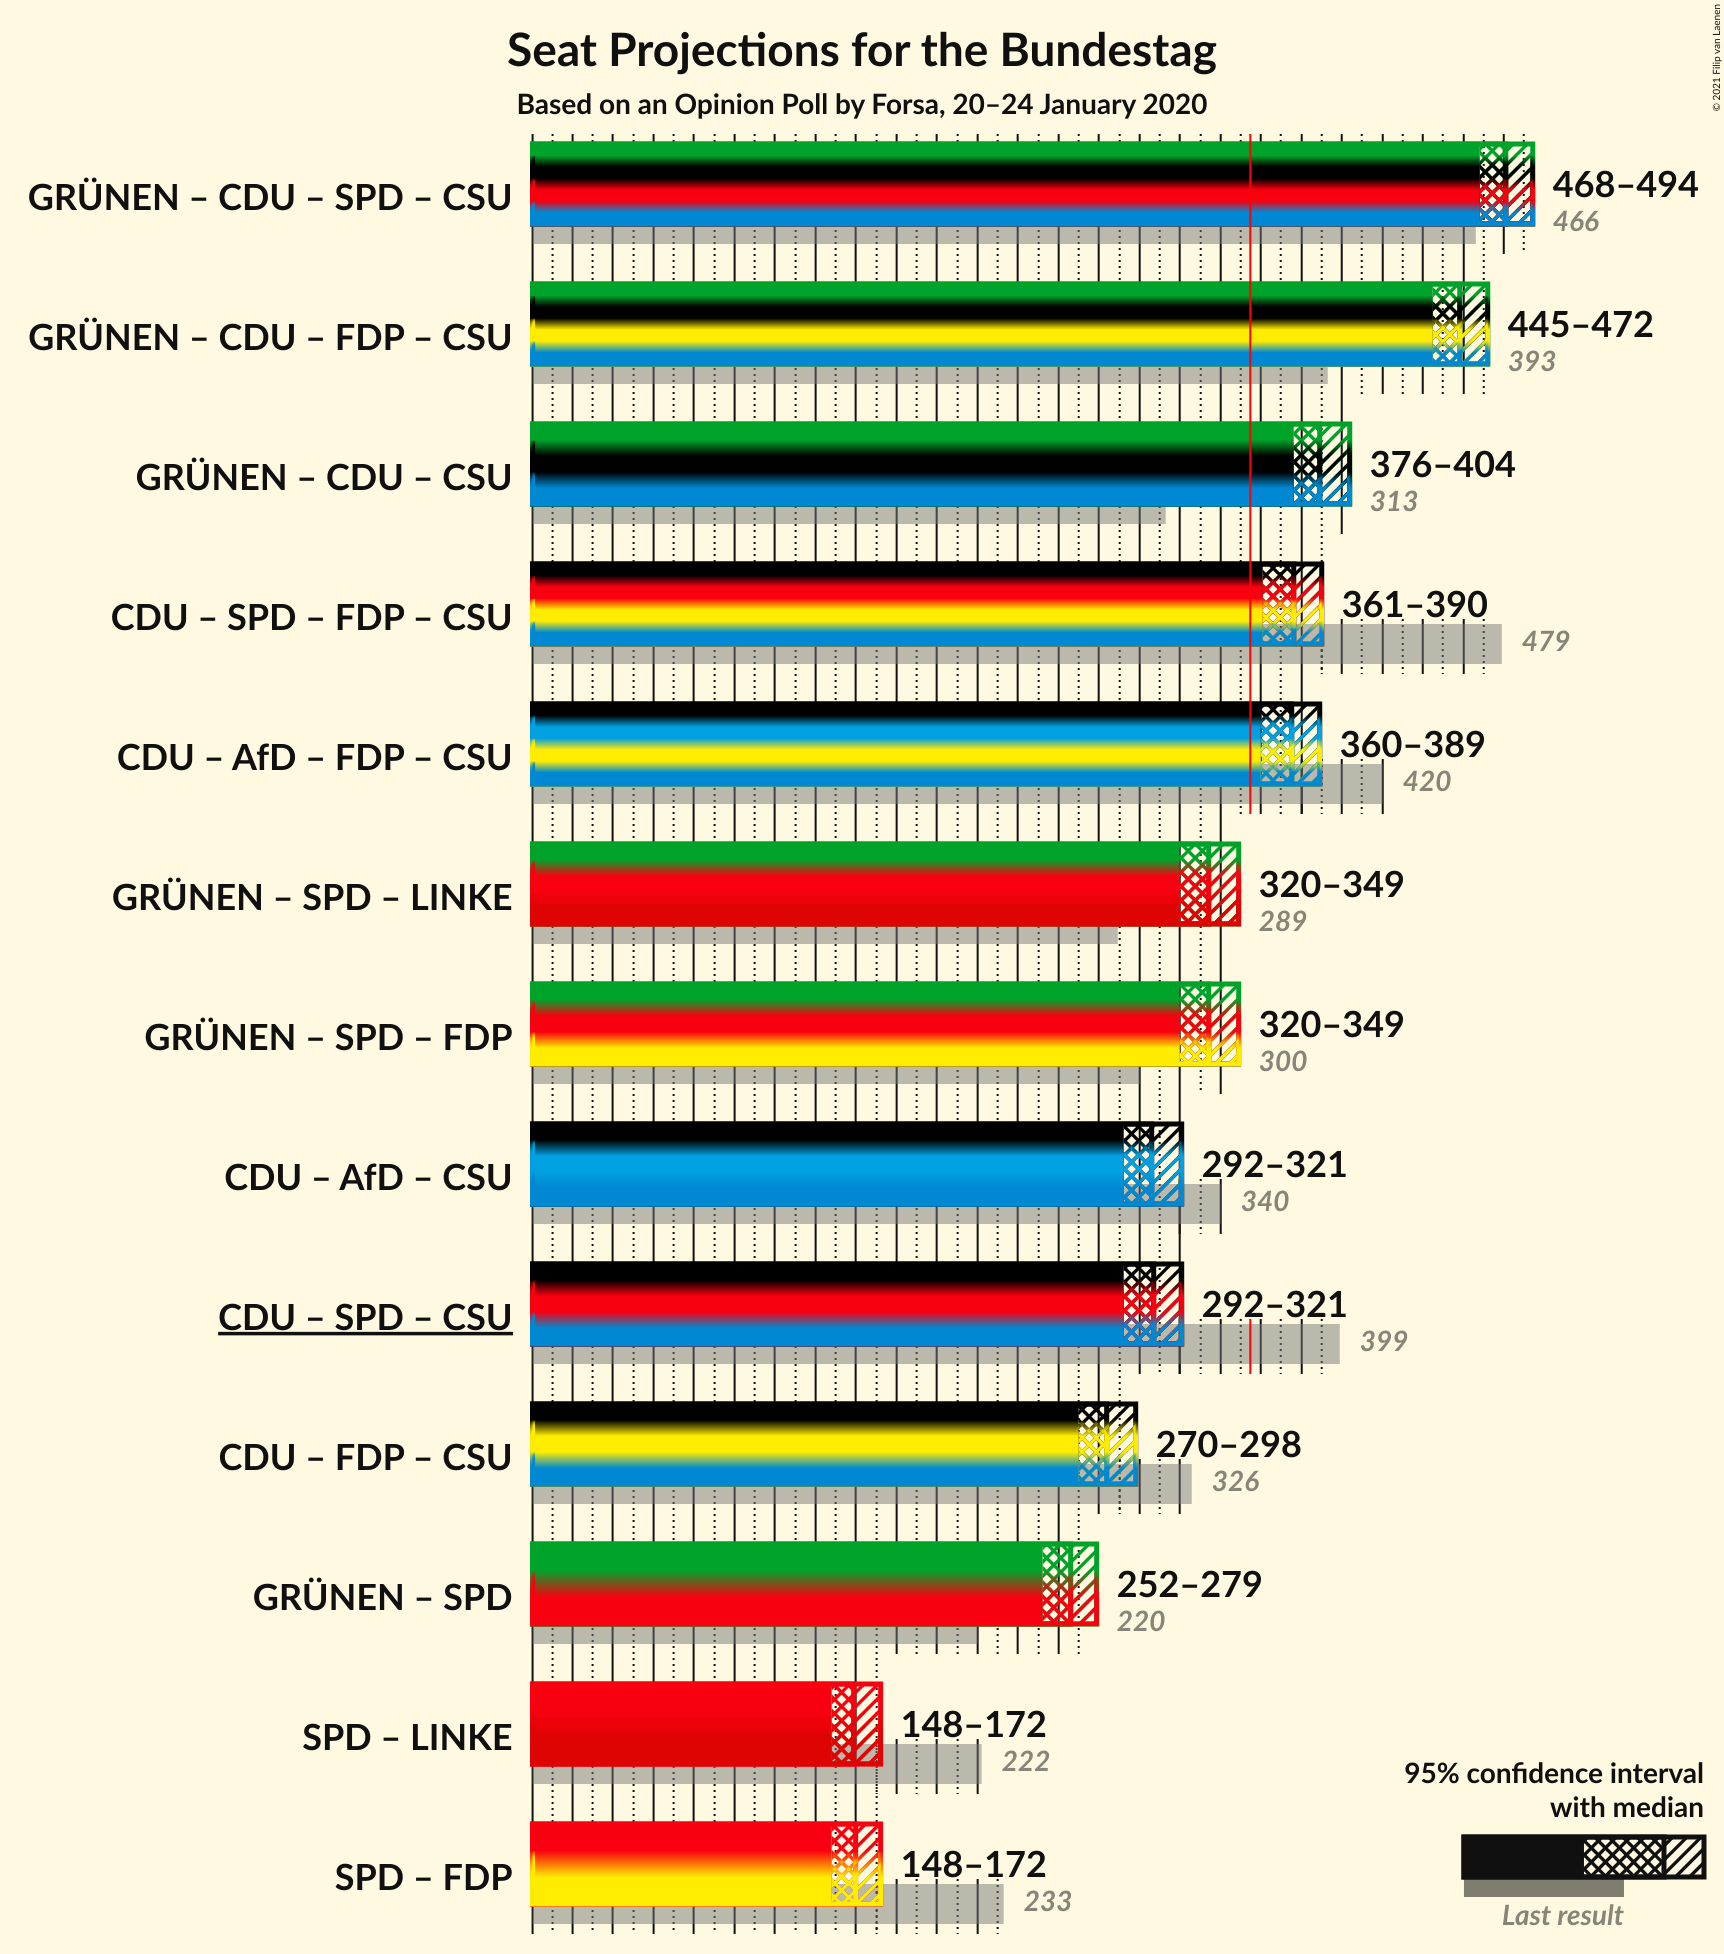 Seat Projections for the Bundestag
Based on an Opinion Poll by Forsa, 20–24 January 2020
© 2021 Filip van Laenen
GRÜNEN – CDU – SPD – CSU
468–494
466
GRÜNEN – CDU – FDP – CSU
445–472
393
GRÜNEN – CDU – CSU
376–404
313
CDU – SPD – FDP – CSU
361–390
479
CDU – AfD – FDP – CSU
360–389
420
GRÜNEN – SPD – LINKE
320–349
289
GRÜNEN – SPD – FDP
320–349
300
CDU – AfD – CSU
292–321
340
CDU – SPD – CSU
292–321
399
CDU – FDP – CSU
270–298
326
GRÜNEN – SPD
252–279
220
SPD – LINKE
148–172
222
SPD – FDP
148–172
233
95% confidence interval
with median
Last result